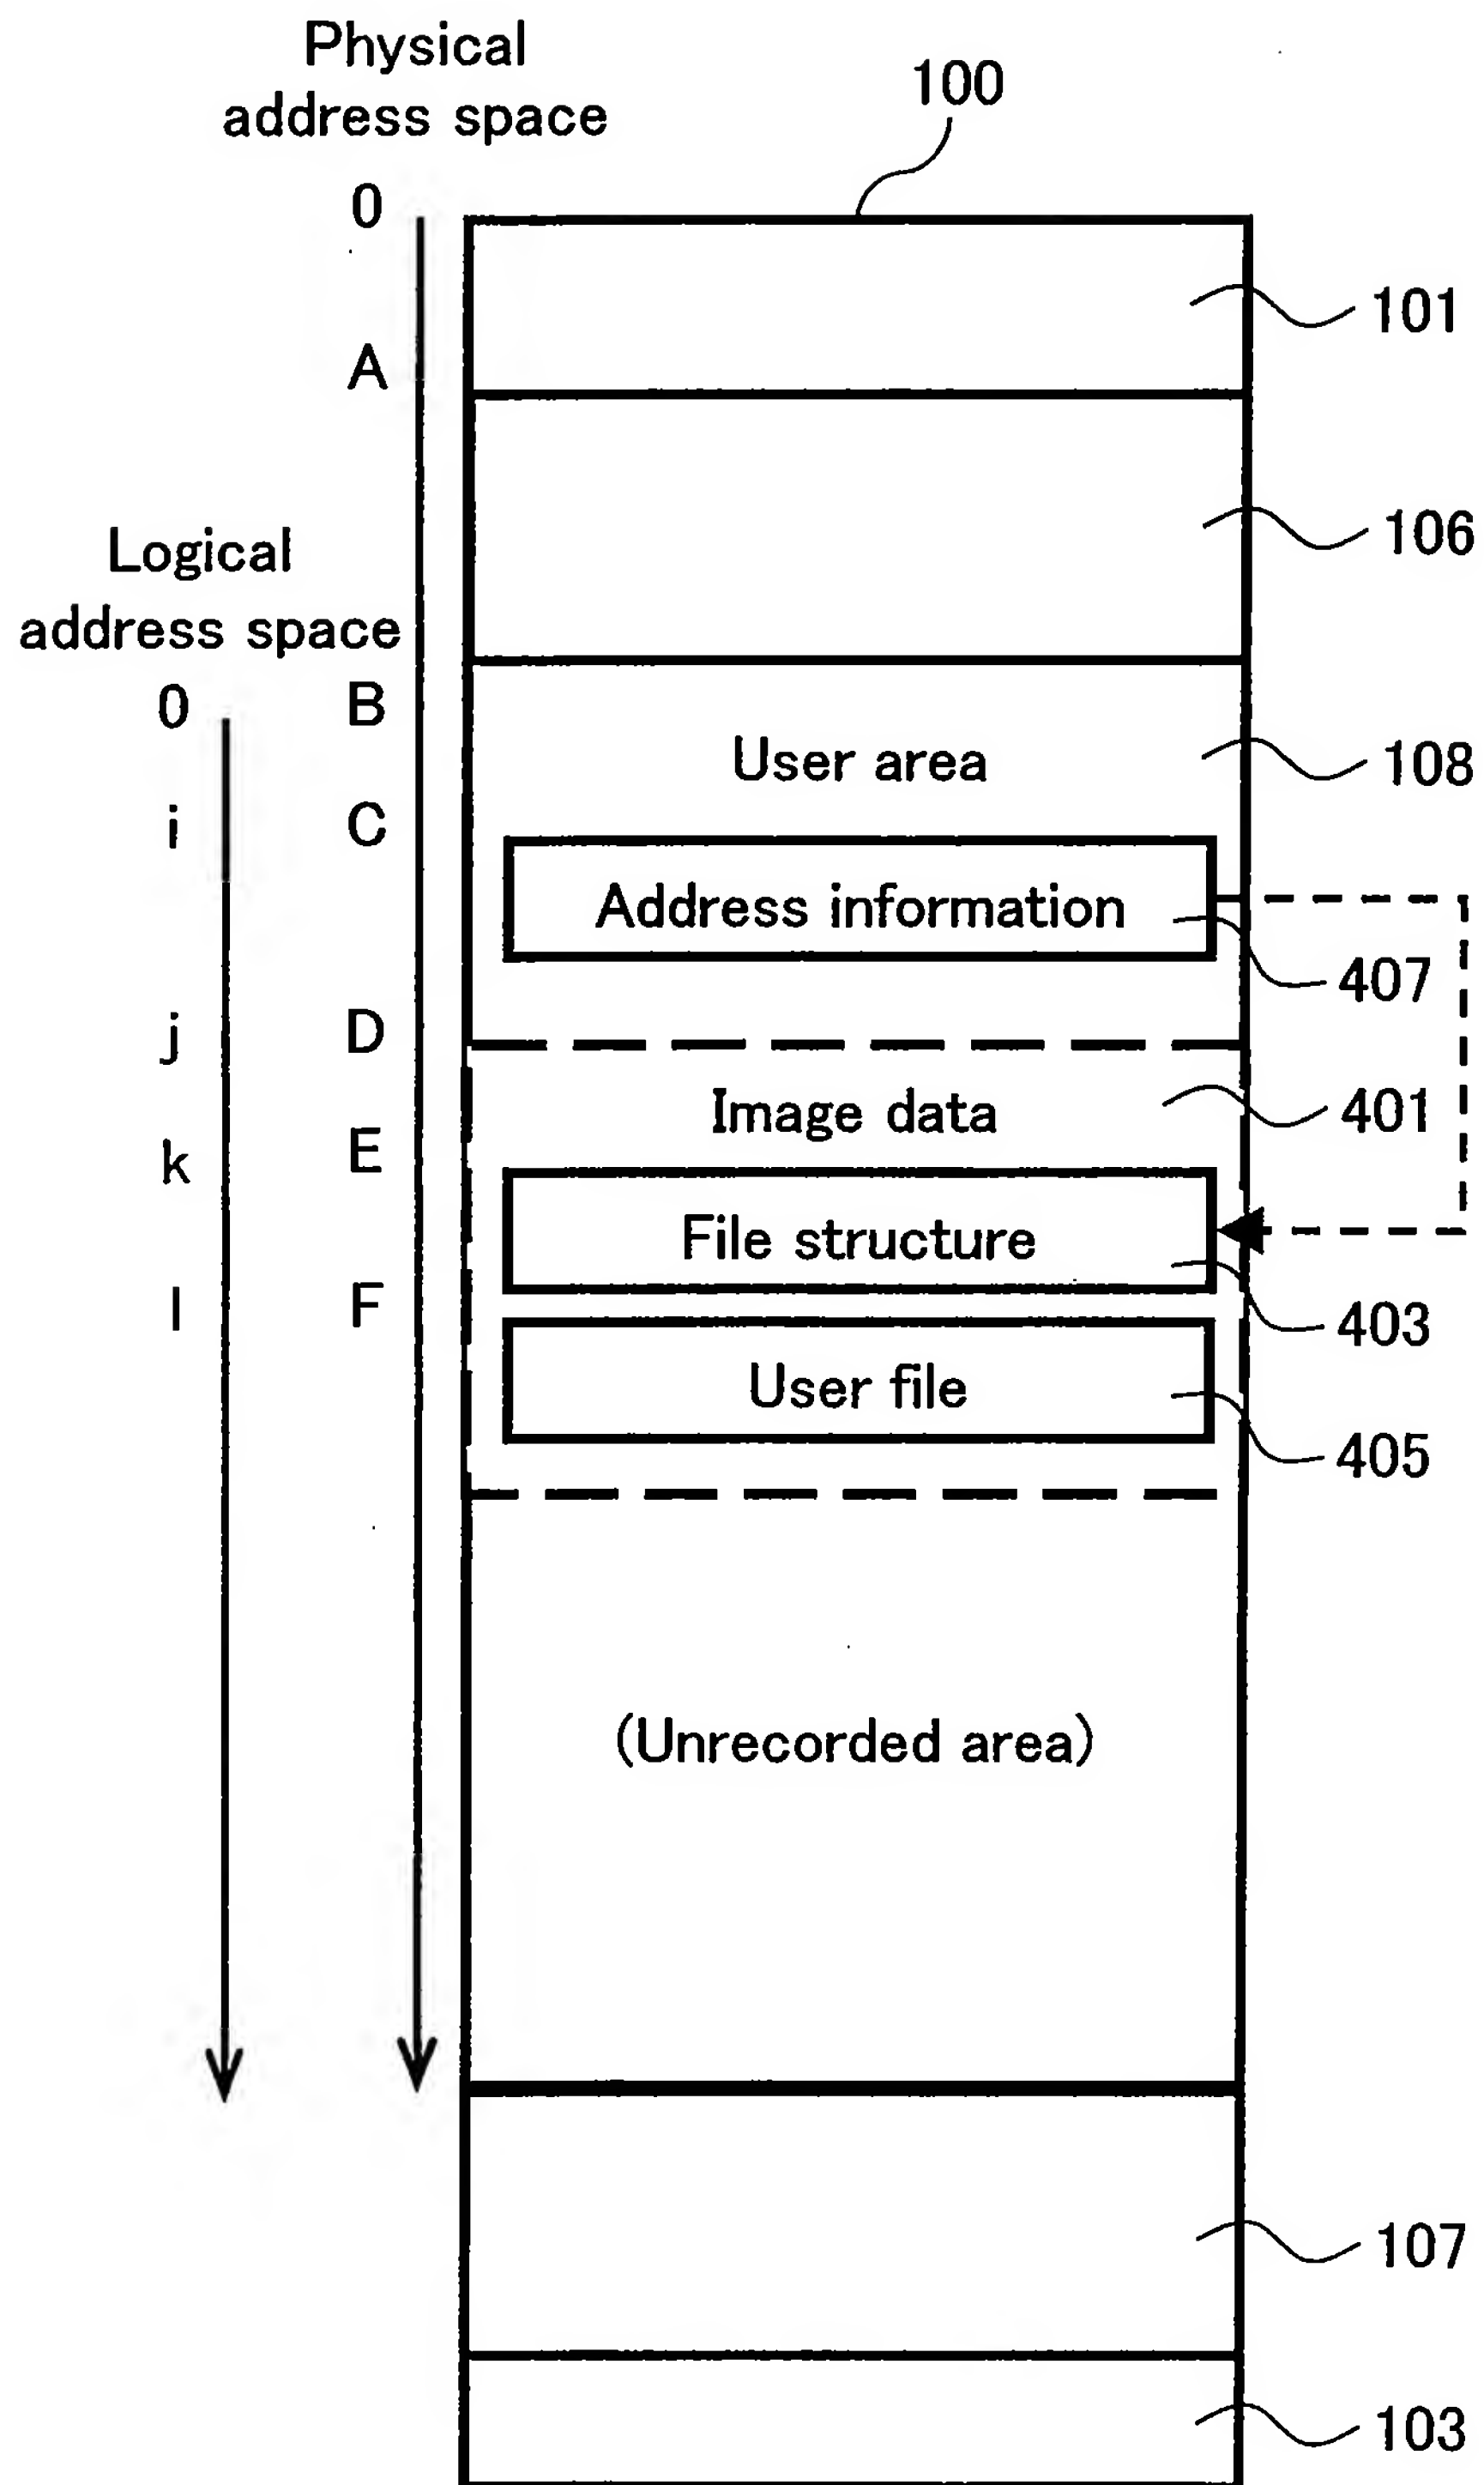 Physical
address space
100
0
101
A
106
Logical
address space
0
B
User area
108
i
C
Address information
407
j
D
Image data
401
k
E
File structure
403
l
F
User file
405
(Unrecorded area)
107
103